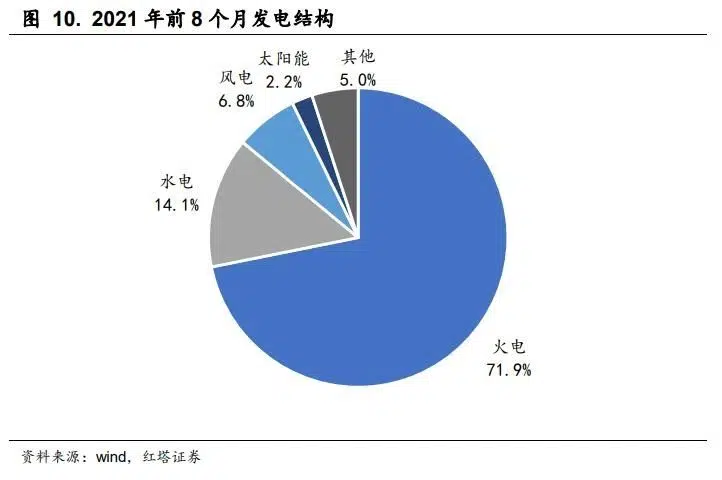 图 10. 2021 年前 8 个月发电结构
太阳能
2.2%
其他
5.0%
风电
6.8%
水电
14.1%
火电
71.9%
资料来源：wind，红塔证券